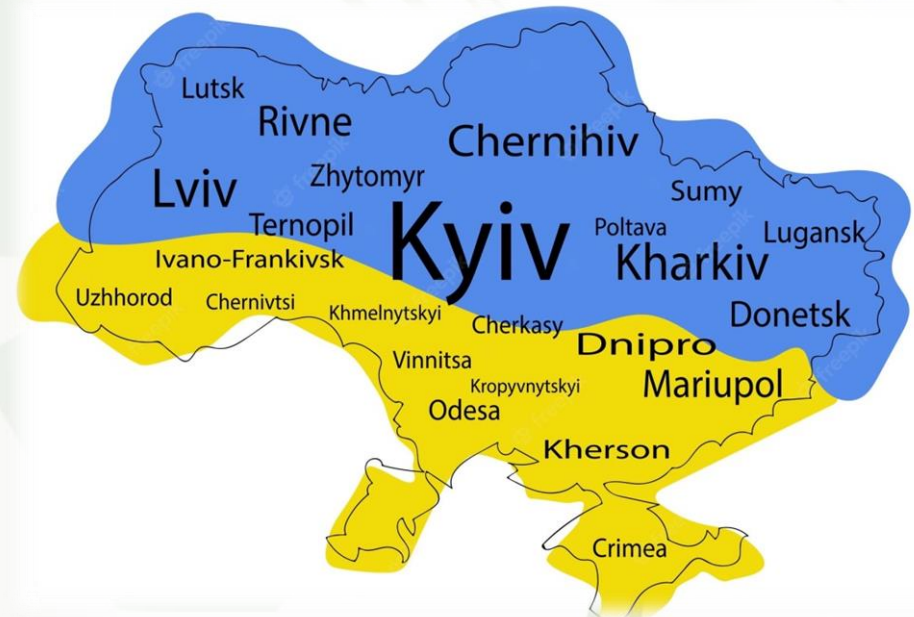 Lutsk
Rivne
Chernihiv
Zhytomyr
Lviv
Sumy
Ternopil
Kyiv
Poltava
Lugansk
Kharkiv
Ivano-Frankivsk
Uzhhorod
Chernivtsi
Khmelnytskyi
Donetsk
Cherkasy
Dnipro
Vinnitsa
Kropyvnytskyi
Mariupol
Odesa
Kherson
Crimea